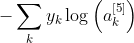 $$-\sum_{k} y_k \log \left( a_k^{[5]} \right)$$